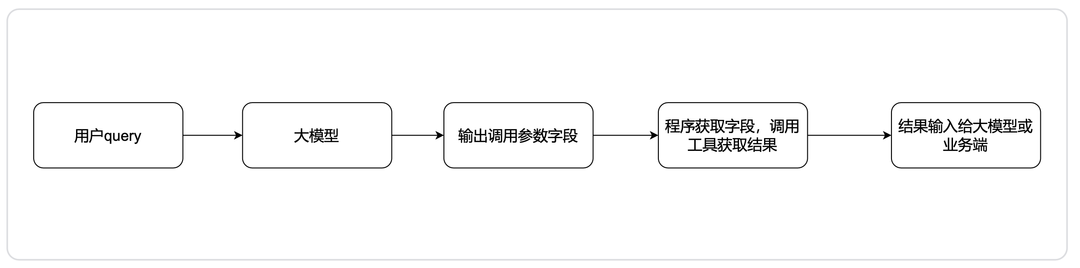 用户query
大模型
输出调用参数字段
程序获取字段，调用
工具获取结果
结果输入给大模型或
业务端